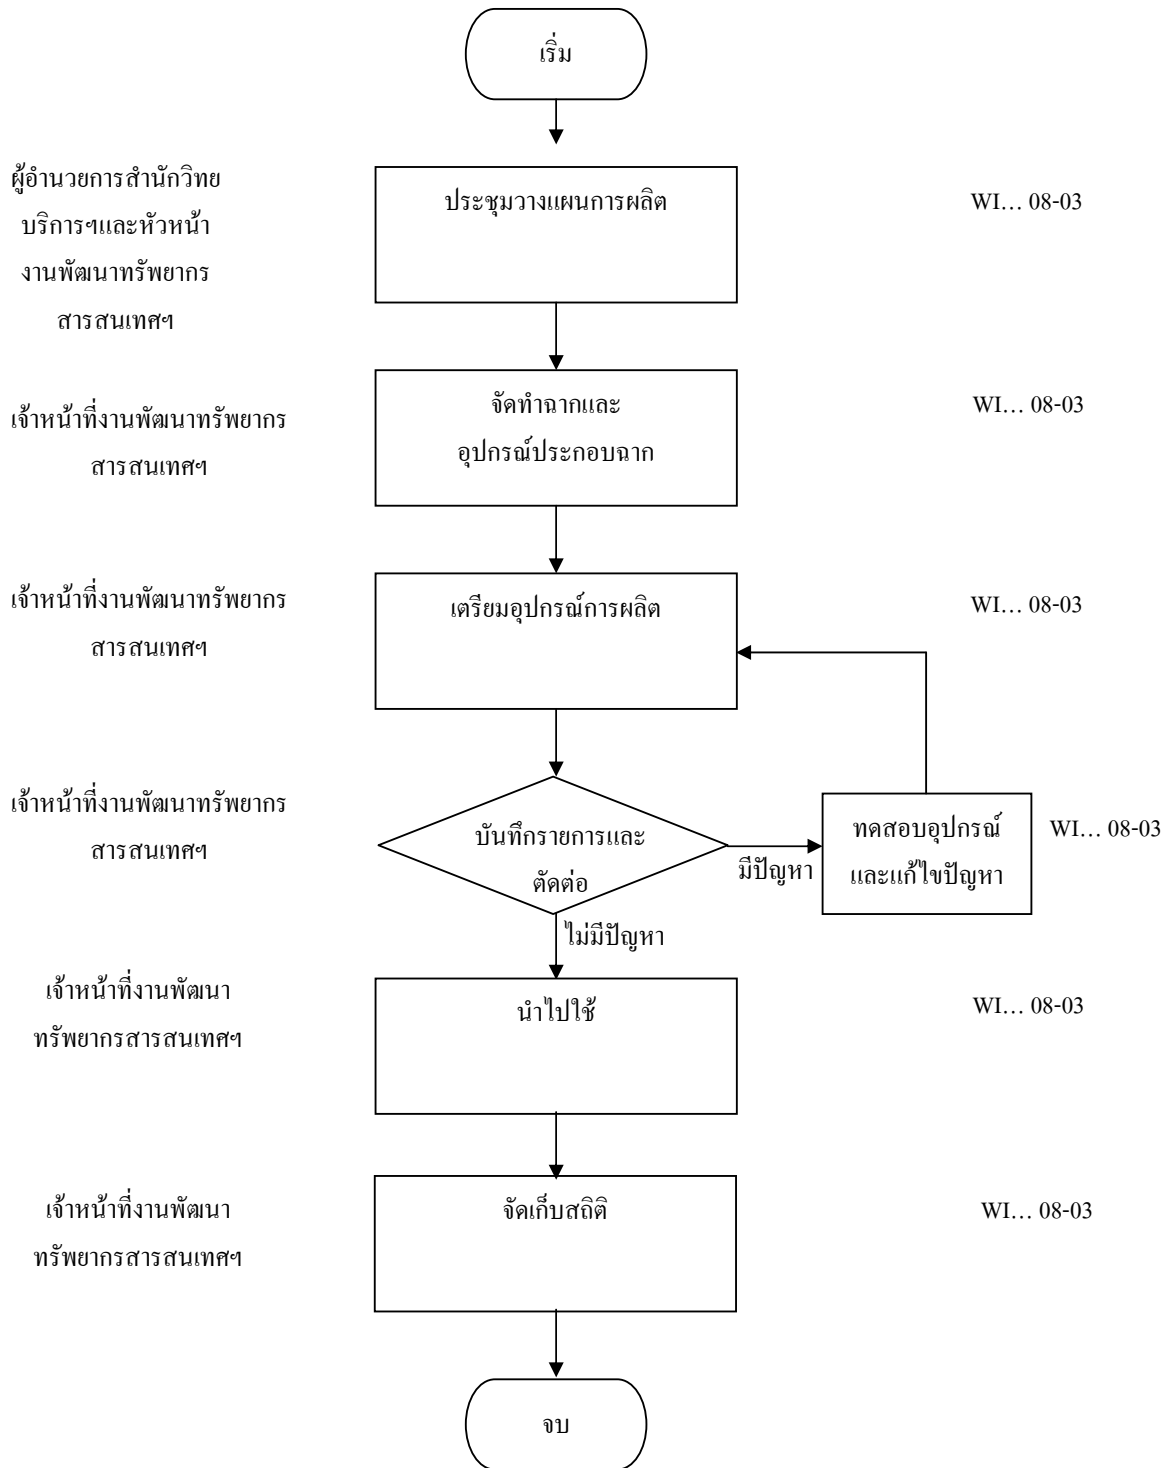 เริ่ม
ผู้อำนวยการสำนักวิทย
บริการฯและหัวหน้า
งานพัฒนาทรัพยากร
สารสนเทศฯ
ประชุมวางแผนการผลิต
WI... 08-03
เจ้าหน้าที่งานพัฒนาทรัพยากร
สารสนเทศฯ
จัดทำฉากและ
อุปกรณ์ประกอบฉาก
WI... 08-03
เจ้าหน้าที่งานพัฒนาทรัพยากร
สารสนเทศฯ
เตรียมอุปกรณ์การผลิต
WI... 08-03
เจ้าหน้าที่งานพัฒนาทรัพยากร
สารสนเทศฯ
บันทึกรายการและ
ตัดต่อ
มีปัญหา
ทดสอบอุปกรณ์
และแก้ไขปัญหา
WI... 08-03
ไม่มีปัญหา
เจ้าหน้าที่งานพัฒนา
ทรัพยากรสารสนเทศฯ
นำไปใช้
WI... 08-03
เจ้าหน้าที่งานพัฒนา
ทรัพยากรสารสนเทศฯ
จัดเก็บสถิติ
WI... 08-03
จบ